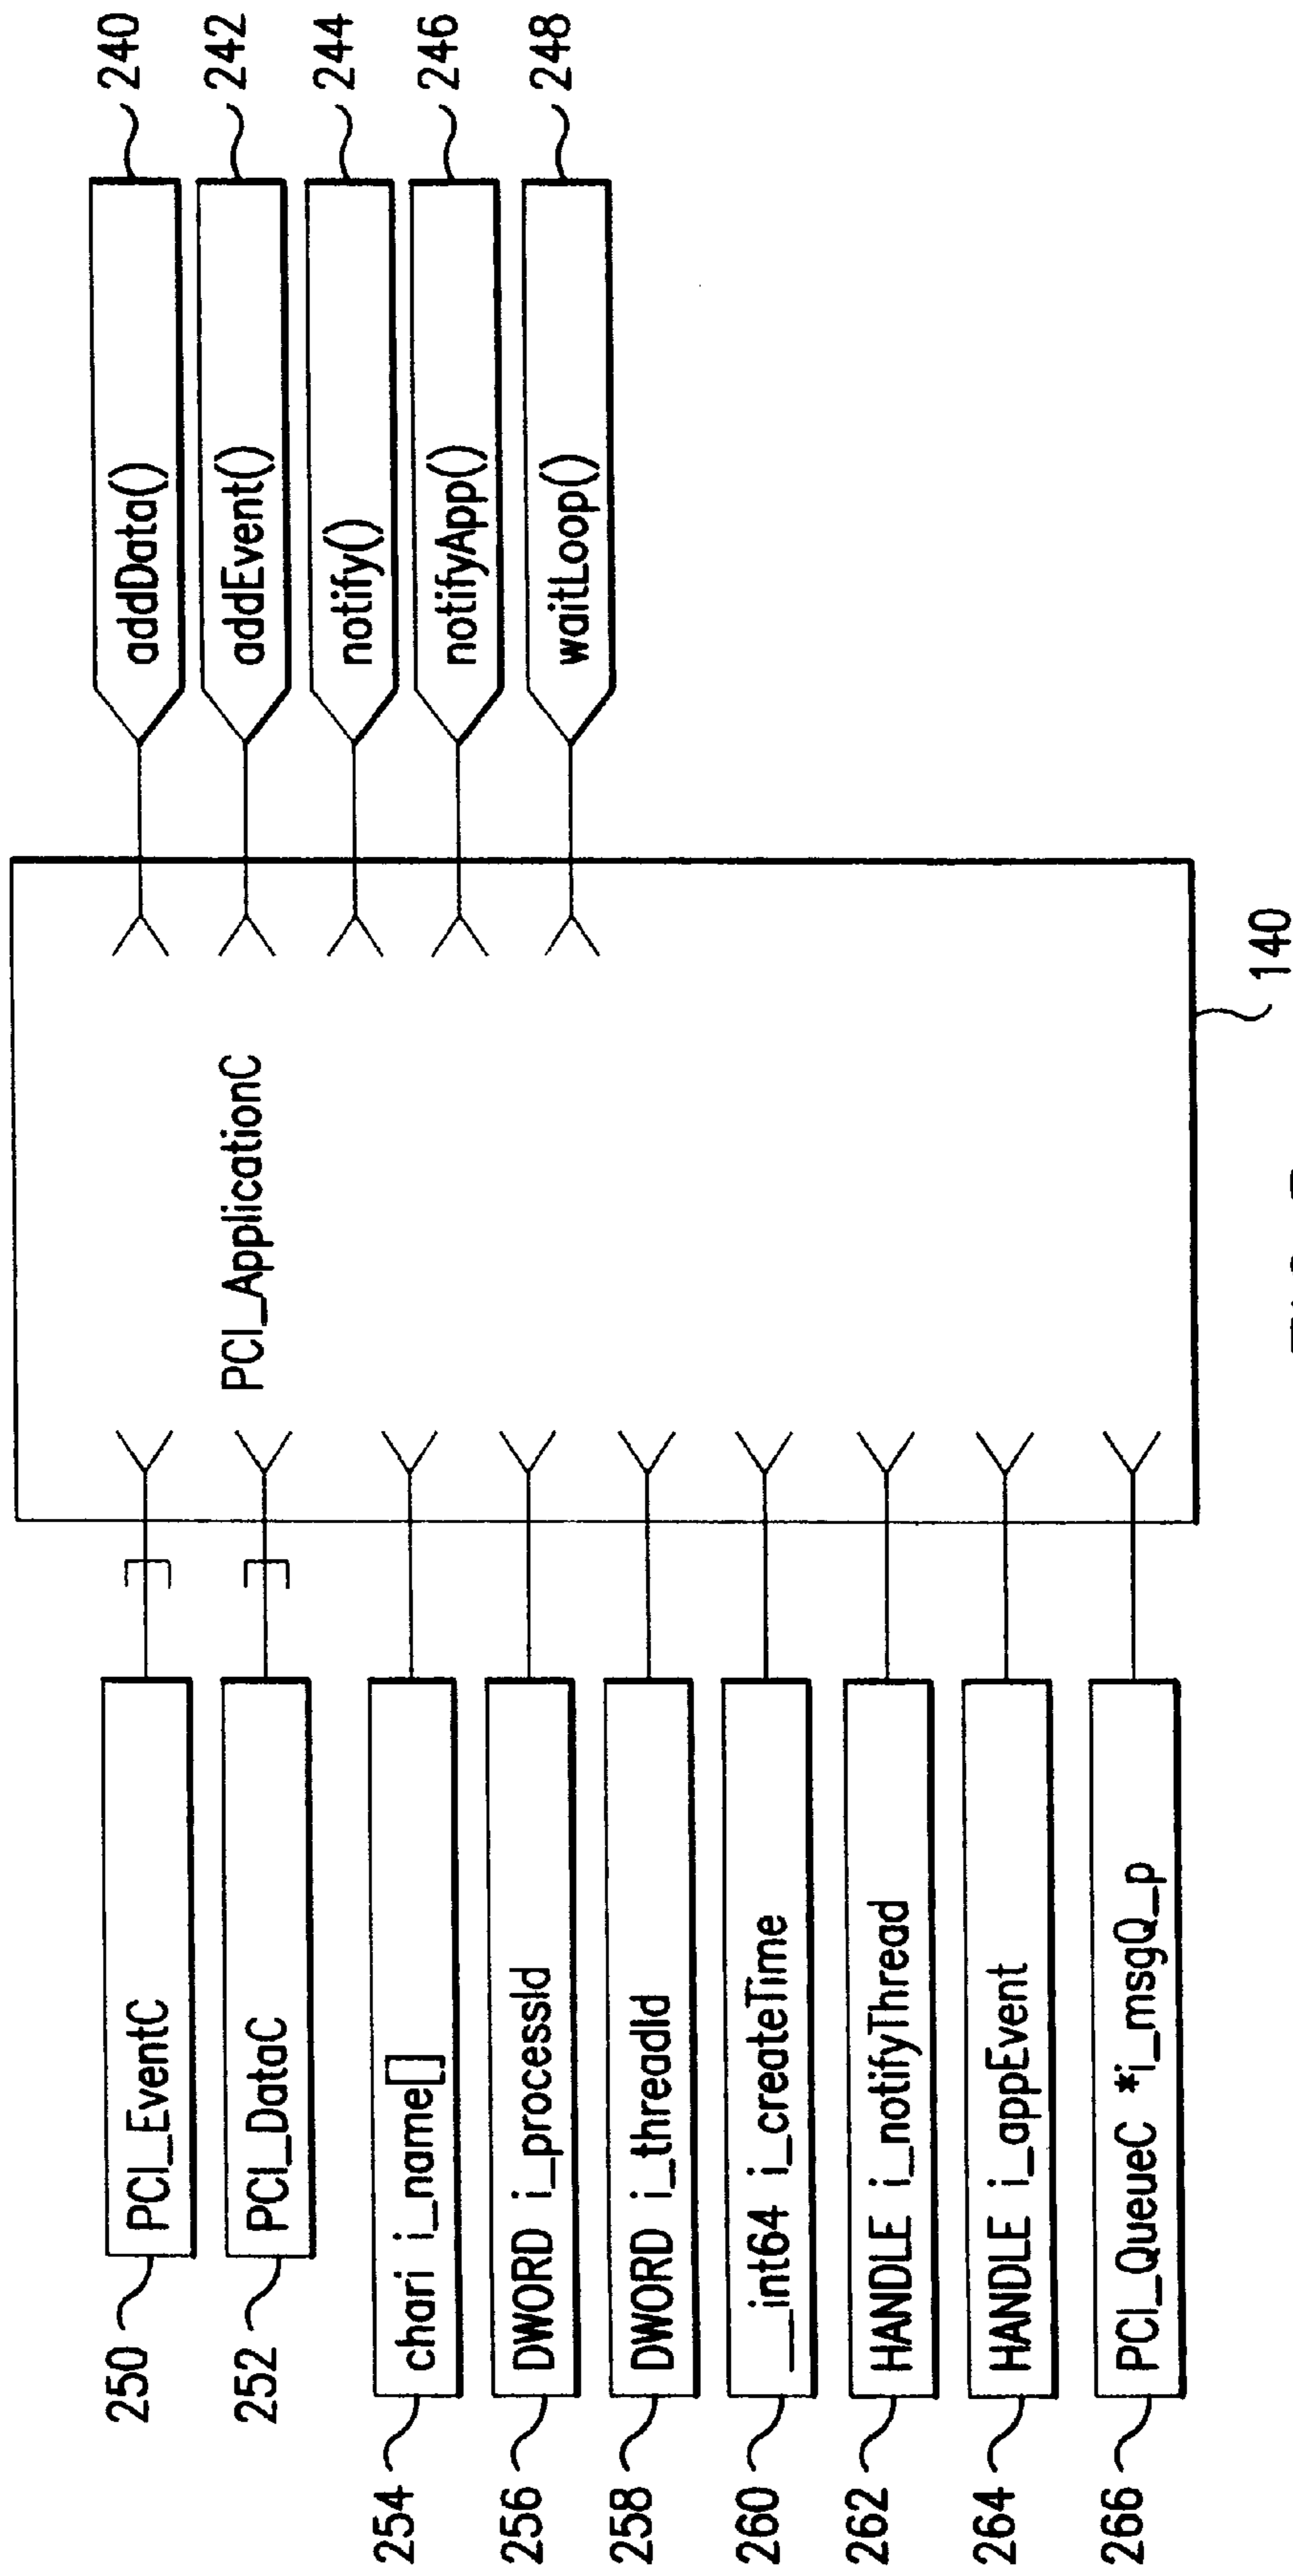 250 PCI_EventC
252 PCI_DataC
254 chari i_name[]
256 DWORD i_processId
258 DWORD i_threadId
260 __int64 i_createTime
262 HANDLE i_notifyThread
264 HANDLE i_appEvent
266 PCI_QueueC *i_msgQ_p
PCI_ApplicationC
140
addData() 240
addEvent() 242
notify() 244
notifyApp() 246
waitLoop() 248